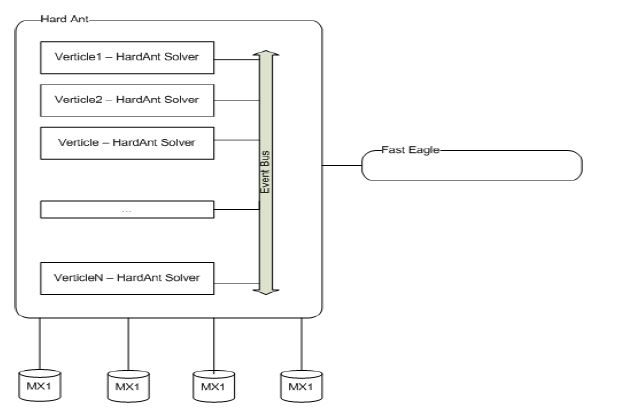 Hard Ant
Verticle1 – HardAnt Solver
Verticle2 – HardAnt Solver
Verticle – HardAnt Solver
...
VerticleN – HardAnt Solver
Event Bus
Fast Eagle
MX1
MX1
MX1
MX1